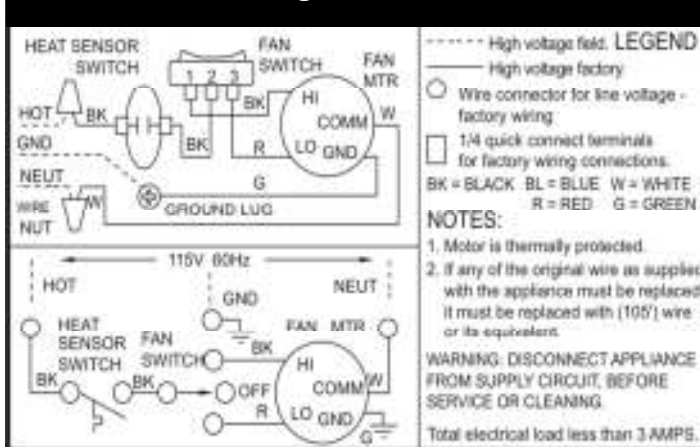 HEAT SENSOR
SWITCH
FAN
SWITCH
1 2 3
FAN
MTR
HI
COMM
LO GND
HOT
BK
BK
BK
W
R
GND
G
NEUT
WIRE
NUT
W
GROUND LUG
115V 60Hz
HOT
GND
NEUT
HEAT
SENSOR
SWITCH
FAN
SWITCH
FAN MTR
BK
BK
BK
OFF
R
HI
COMM
LO GND
W
G
High voltage field. LEGEND
High voltage factory
Wire connector for line voltage -
factory wiring
1/4 quick connect terminals
for factory wiring connections.
BK = BLACK BL = BLUE W = WHITE
R = RED G = GREEN
NOTES:
1. Motor is thermally protected.
2. If any of the original wire as supplied
with the appliance must be replaced
it must be replaced with (105') wire
or its equivalent.
WARNING: DISCONNECT APPLIANCE
FROM SUPPLY CIRCUIT, BEFORE
SERVICE OR CLEANING.
Total electrical load less than 3 AMPS.